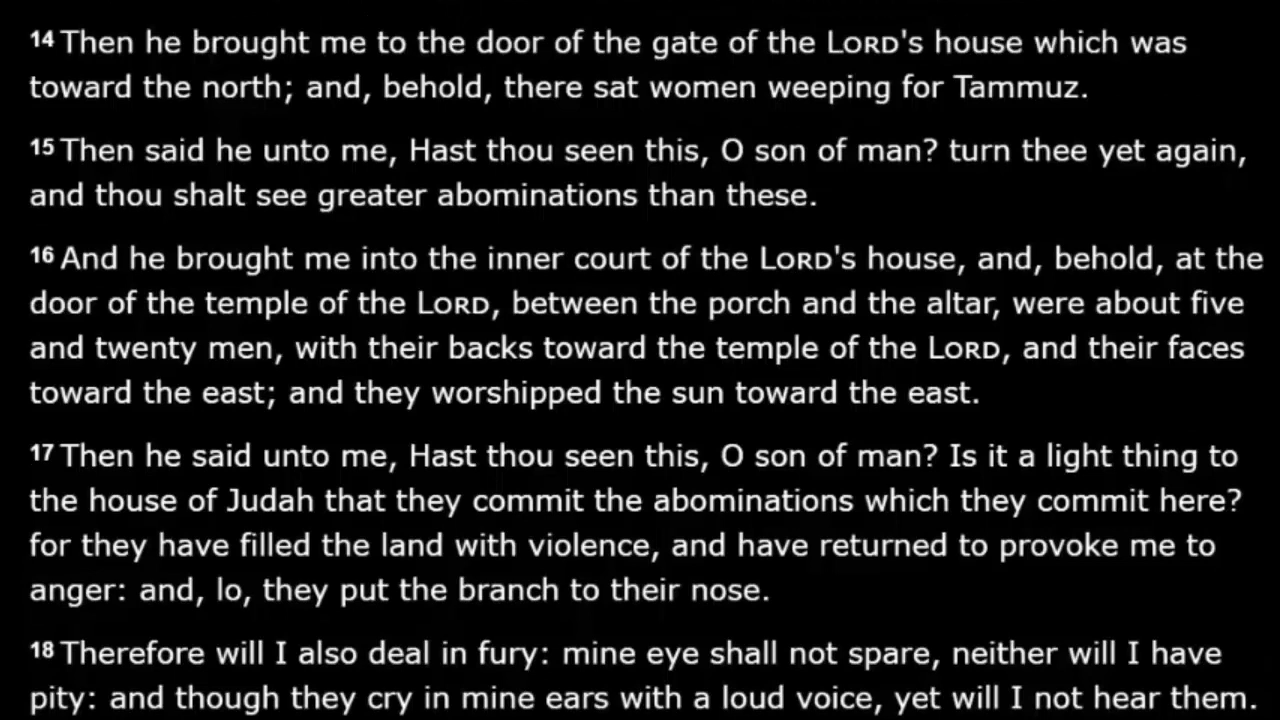 14 Then he brought me to the door of the gate of the LORD's house which was
toward the north; and, behold, there sat women weeping for Tammuz.
15 Then said he unto me, Hast thou seen this, O son of man? turn thee yet again,
and thou shalt see greater abominations than these.
16 And he brought me into the inner court of the LORD's house, and, behold, at the
door of the temple of the LORD, between the porch and the altar, were about five
and twenty men, with their backs toward the temple of the LORD, and their faces
toward the east; and they worshipped the sun toward the east.
17 Then he said unto me, Hast thou seen this, O son of man? Is it a light thing to
the house of Judah that they commit the abominations which they commit here?
for they have filled the land with violence, and have returned to provoke me to
anger: and, lo, they put the branch to their nose.
18 Therefore will I also deal in fury: mine eye shall not spare, neither will I have
pity: and though they cry in mine ears with a loud voice, yet will I not hear them.